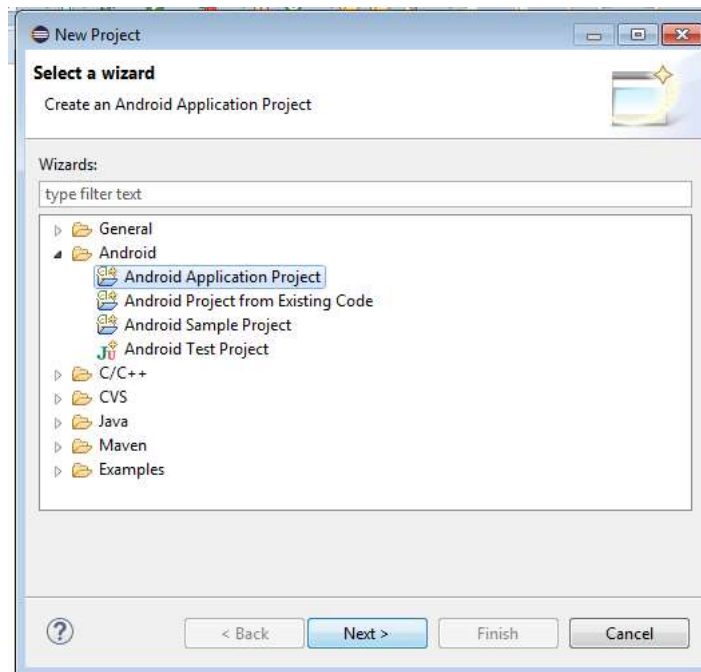 New Project
Select a wizard
Create an Android Application Project
Wizards:
type filter text
General
Android
Android Application Project
Android Project from Existing Code
Android Sample Project
Android Test Project
C/C++
CVS
Java
Maven
Examples
? < Back Next > Finish Cancel